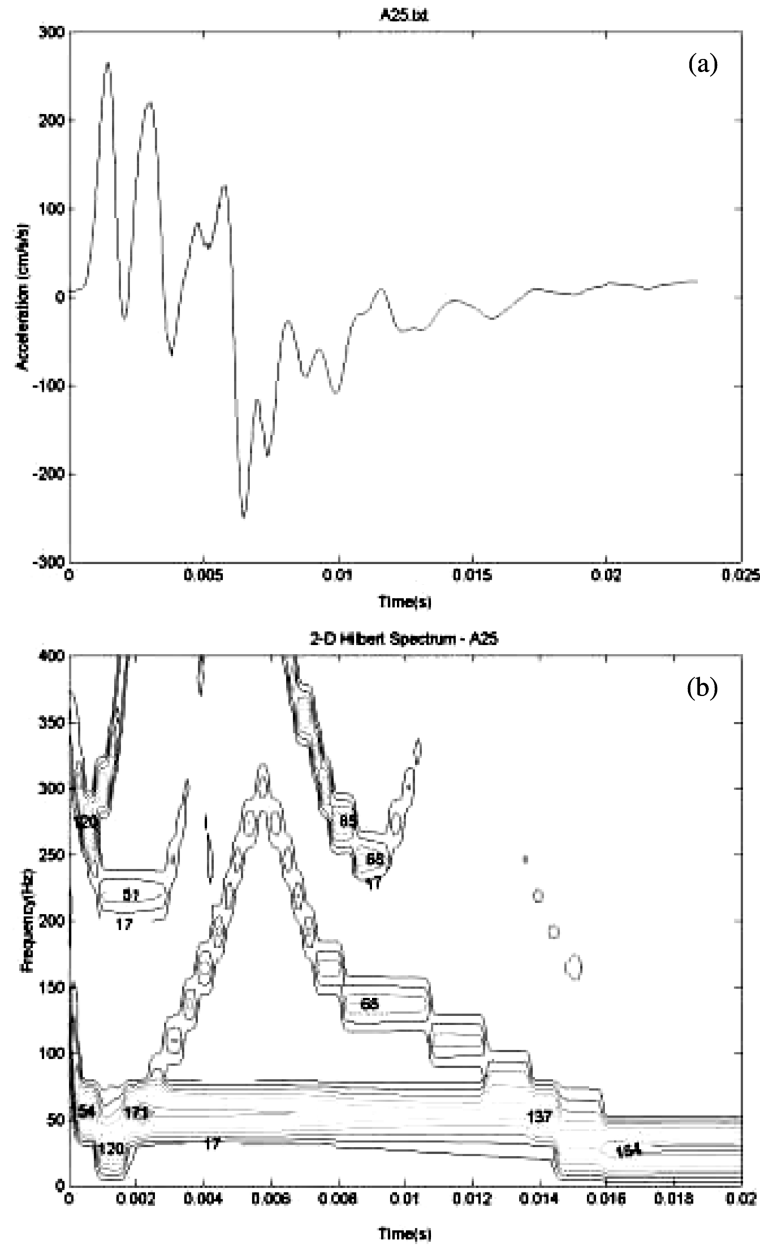 A25.txt
(a)
300
200
100
0
-100
-200
-300
Acceleration (cm/s/s)
0 0.005 0.01 0.015 0.02 0.025
Time(s)
2-D Hilbert Spectrum - A25
(b)
400
350
300
250
200
150
100
50
0
Frequency(Hz)
120
51
17
85
68
17
68
154
171
120
17
137
154
0 0.002 0.004 0.006 0.008 0.01 0.012 0.014 0.016 0.018 0.02
Time(s)